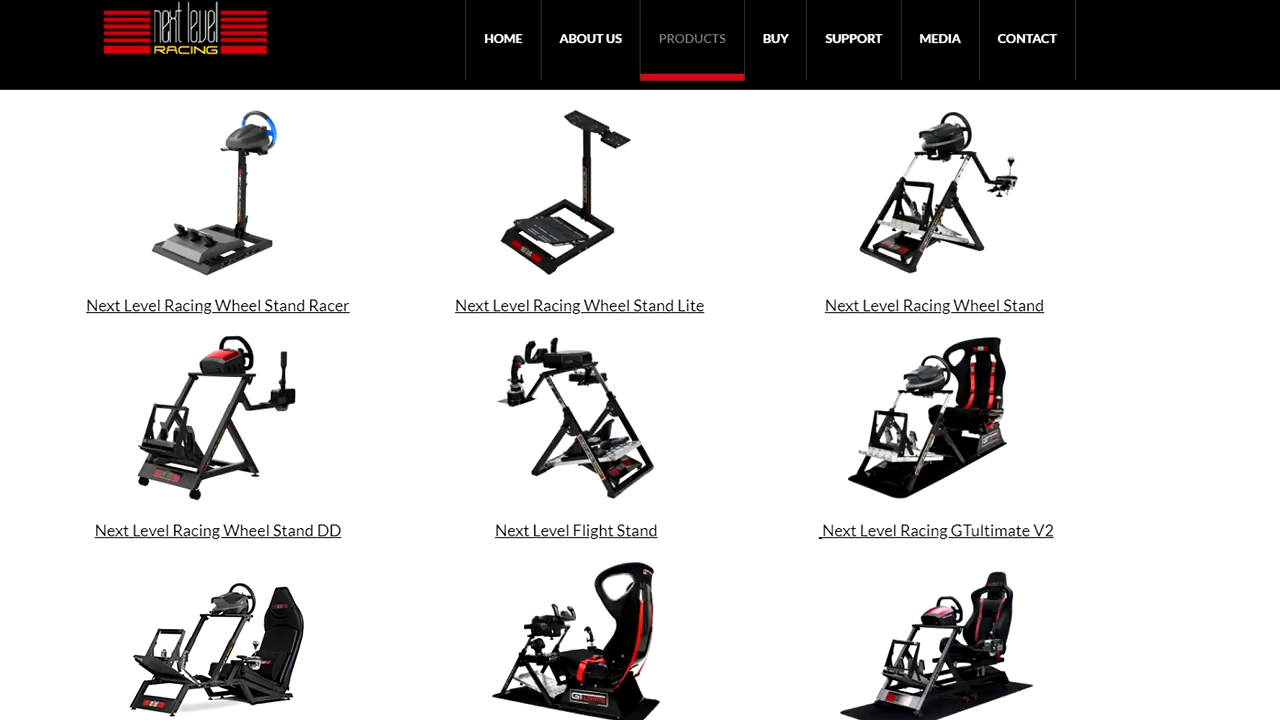 next level
RACING
HOME ABOUT US PRODUCTS BUY SUPPORT MEDIA CONTACT
Next Level Racing Wheel Stand Racer Next Level Racing Wheel Stand Lite Next Level Racing Wheel Stand
Next Level Racing Wheel Stand DD Next Level Flight Stand Next Level Racing GTultimate V2